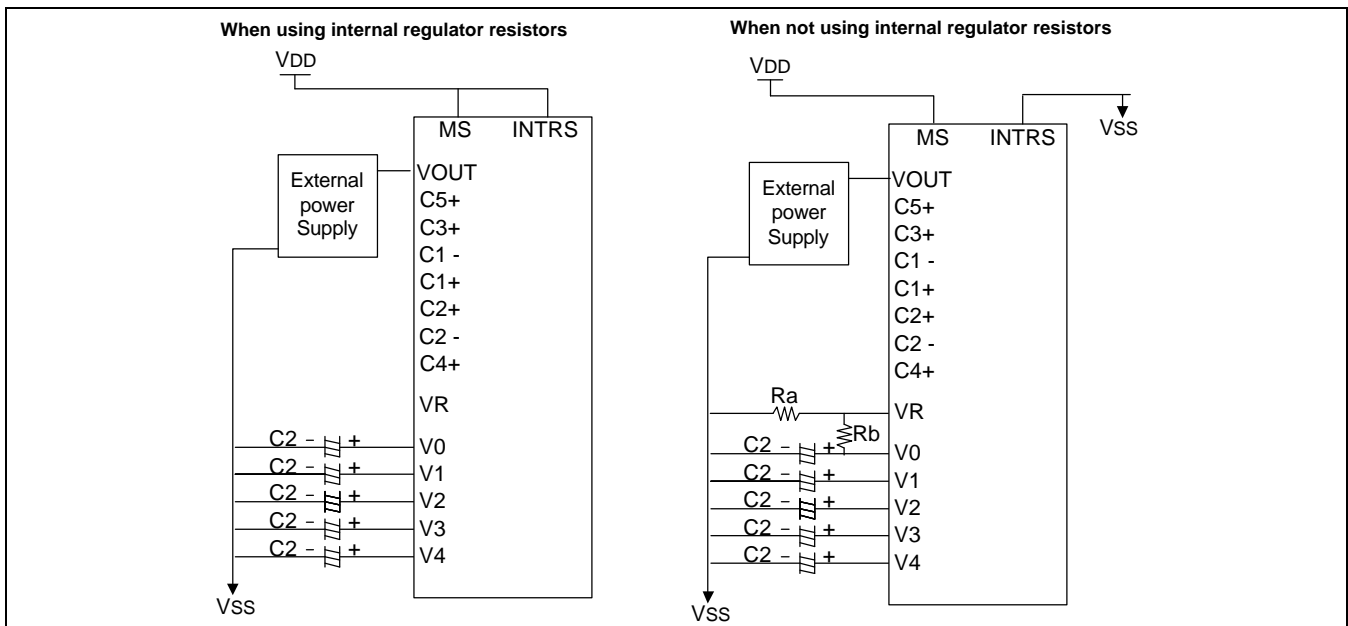 When using internal regulator resistors
VDD
MS INTRS
External
power
Supply
VOUT
C5+
C3+
C1 -
C1+
C2+
C2 -
C4+
VR
C2 - + V0
C2 - + V1
C2 - + V2
C2 - + V3
C2 - + V4
VSS
When not using internal regulator resistors
VDD
VSS
MS INTRS
External
power
Supply
VOUT
C5+
C3+
C1 -
C1+
C2+
C2 -
C4+
Ra
VR
Rb
C2 - + V0
C2 - + V1
C2 - + V2
C2 - + V3
C2 - + V4
VSS